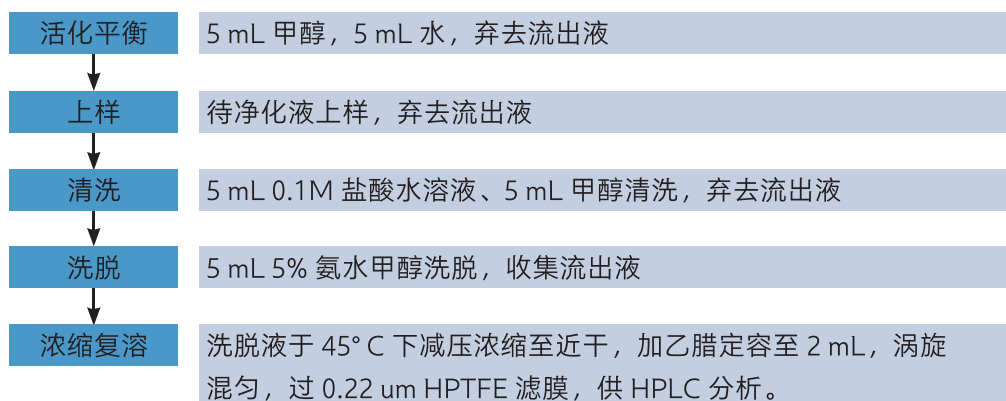 活化平衡
5 mL 甲醇，5 mL 水，弃去流出液
上样
待净化液上样，弃去流出液
清洗
5 mL 0.1M 盐酸水溶液、5 mL 甲醇清洗，弃去流出液
洗脱
5 mL 5% 氨水甲醇洗脱，收集流出液
浓缩复溶
洗脱液于 45° C 下减压浓缩至近干，加乙腊定容至 2 mL，涡旋
混匀，过 0.22 um HPTFE 滤膜，供 HPLC 分析。